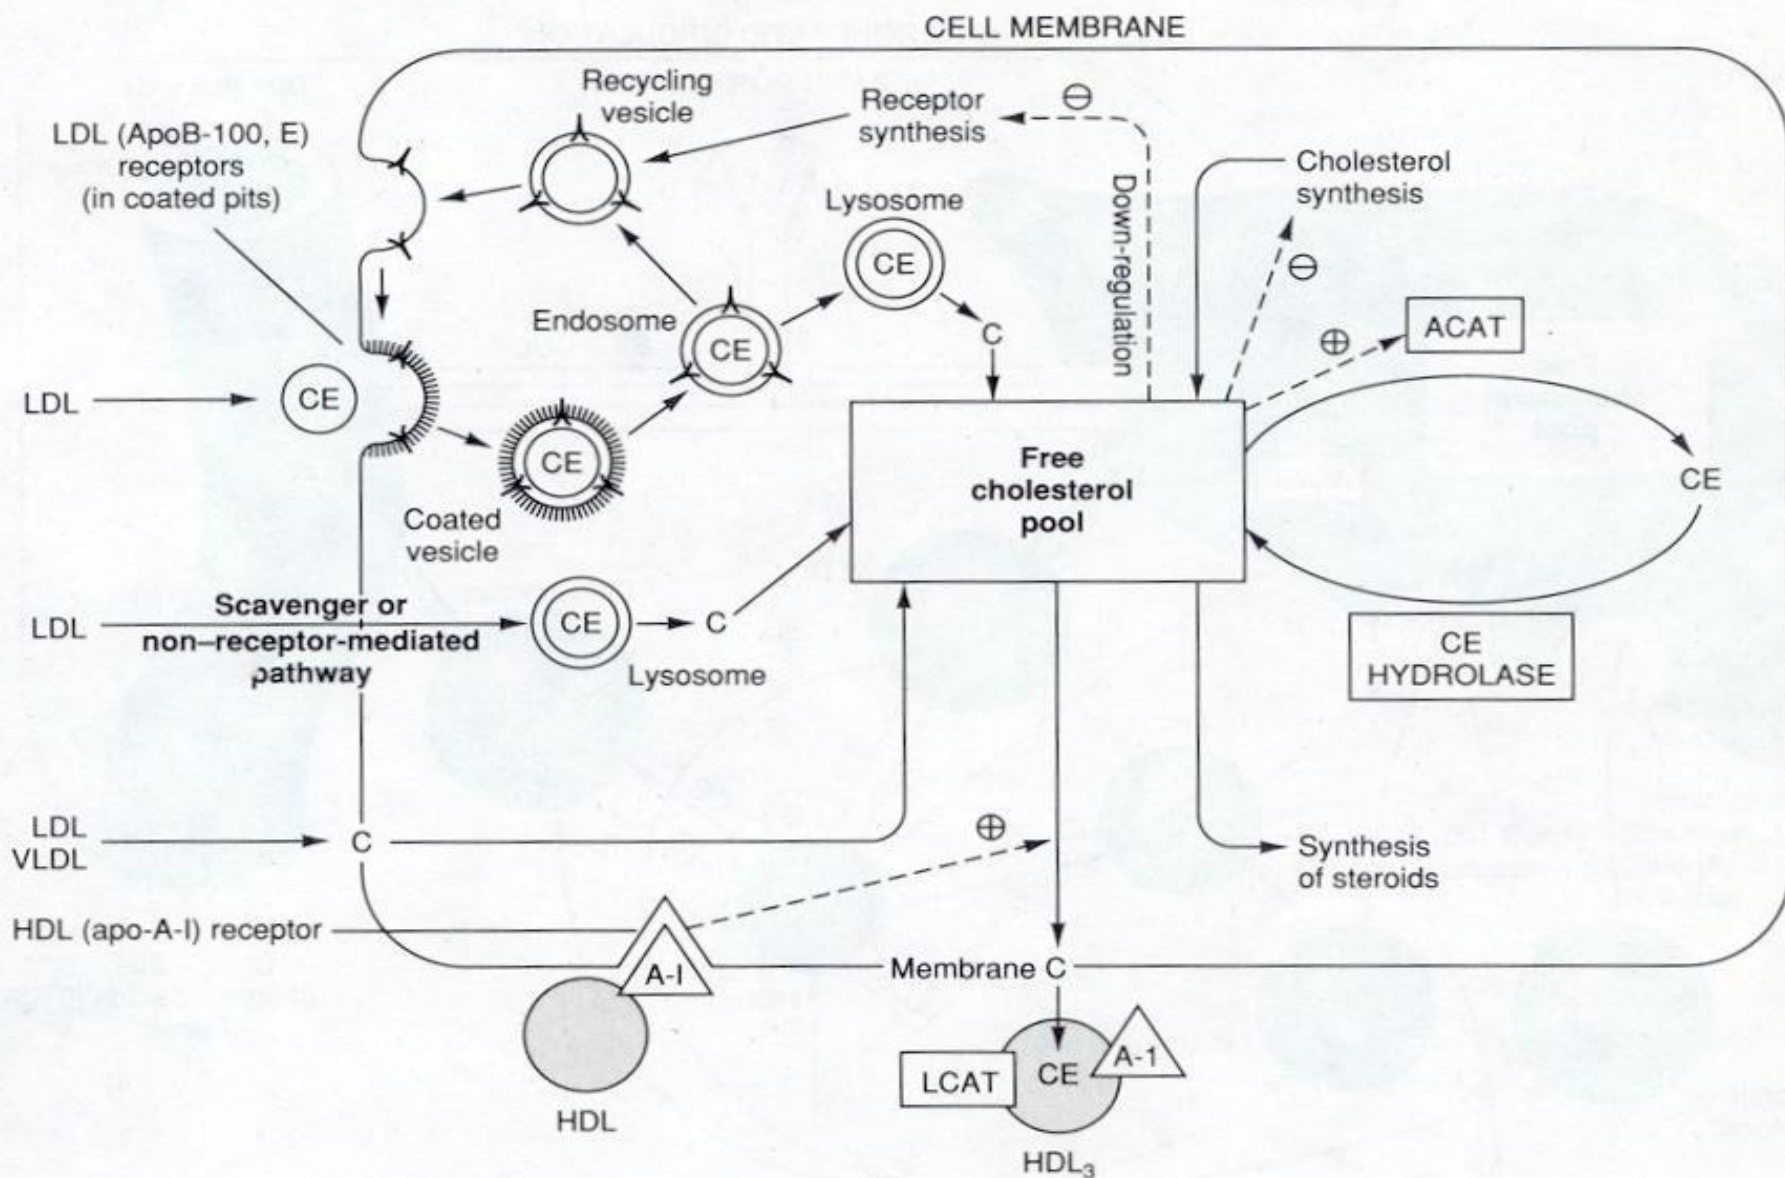 CELL MEMBRANE
Recycling
vesicle
Receptor
synthesis
⊖
LDL (ApoB-100, E)
receptors
(in coated pits)
Cholesterol
synthesis
Down-regulation
⊖
Lysosome
CE
C
Endosome
CE
⊕
ACAT
LDL
CE
CE
Coated
vesicle
Free
cholesterol
pool
CE
CE
HYDROLASE
LDL
Scavenger or
non–receptor-mediated
pathway
CE
C
Lysosome
LDL
VLDL
C
⊕
Synthesis
of steroids
HDL (apo-A-I) receptor
A-I
HDL
Membrane C
LCAT
CE
A-1
HDL₃